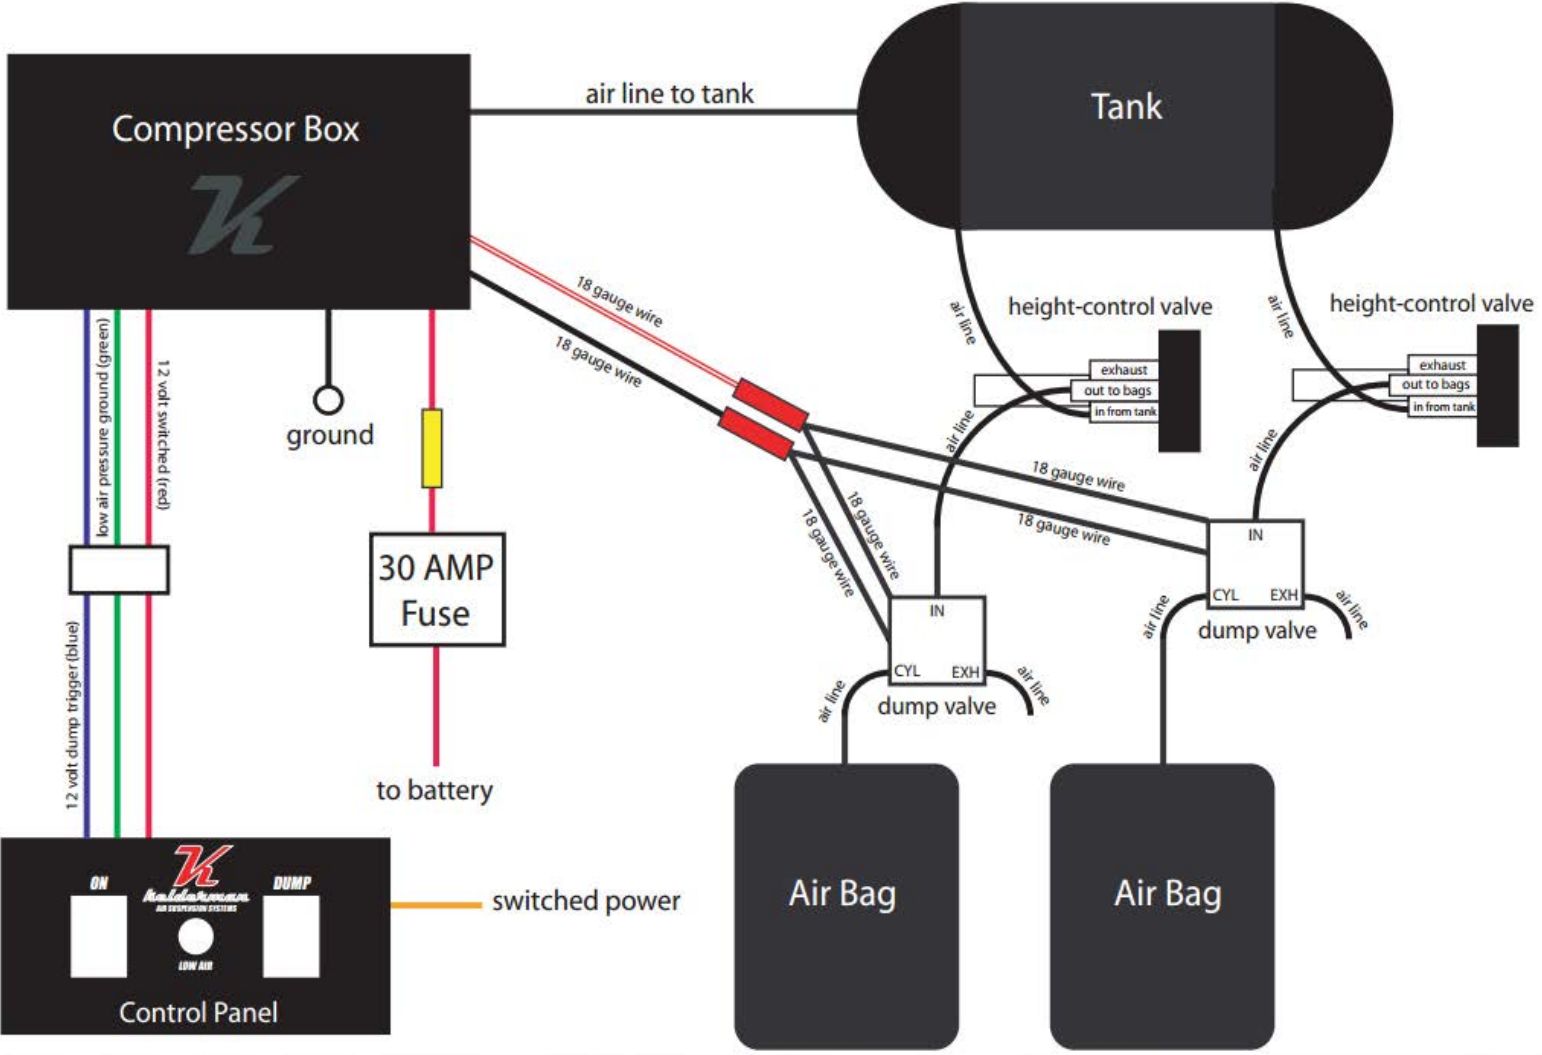 Compressor Box
K
air line to tank
Tank
18 gauge wire
18 gauge wire
air line
height-control valve
exhaust
out to bags
in from tank
air line
air line
height-control valve
exhaust
out to bags
in from tank
air line
low air pressure ground (green)
12 volt switched (red)
ground
30 AMP
Fuse
to battery
12 volt dump trigger (blue)
18 gauge wire
18 gauge wire
18 gauge wire
18 gauge wire
IN
CYL
EXH
dump valve
air line
air line
IN
CYL
EXH
dump valve
air line
air line
Air Bag
Air Bag
ON
K
kelderman
AIR SUSPENSION SYSTEMS
DUMP
LOW AIR
Control Panel
switched power